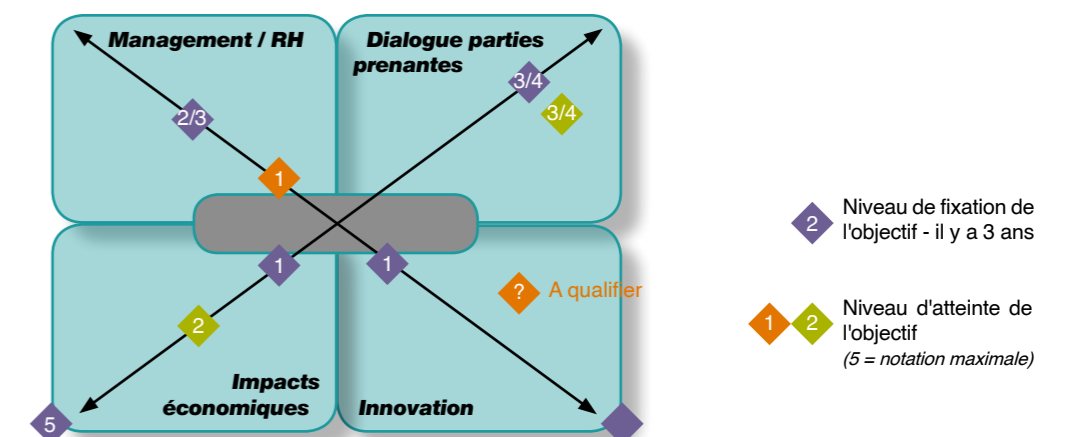 Management / RH
Dialogue parties
prenantes
3/4
2/3
3/4
1
1
1
?
A qualifier
2
Impacts
économiques
Innovation
5
2
Niveau de fixation de
l'objectif - il y a 3 ans
1
2
Niveau d'atteinte de
l'objectif
(5 = notation maximale)